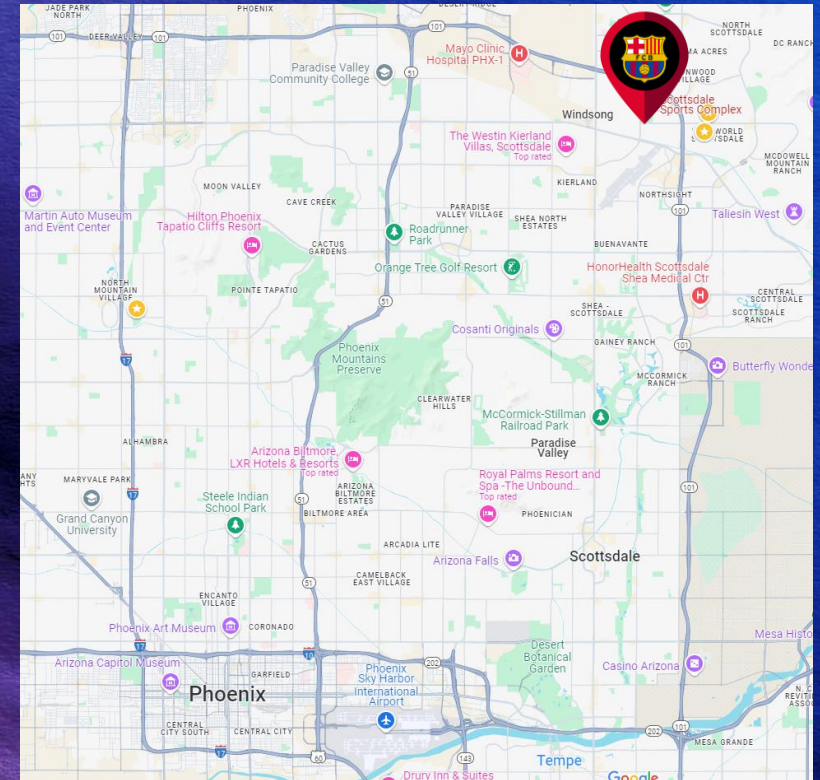 JADE PARK
NORTH
PHOENIX
101
DEER VALLEY
101
101
Mayo Clinic
Hospital PHX-1
H
FCB
NORTH
SCOTTSDALE
DC RANCH
Paradise Valley
Community College
51
Windsong
Scottsdale
Sports Complex
The Westin Kierland
Villas, Scottsdale
Top rated
MCDOWELL
MOUNTAIN
RANCH
MOON VALLEY
KIERLAND
CAVE CREEK
NORTHSIGHT
PARADISE
VALLEY VILLAGE
101
Martin Auto Museum
and Event Center
Hilton Phoenix
Tapatio Cliffs Resort
SHEA NORTH
ESTATES
Taliesin West
Roadrunner
Park
CACTUS
GARDENS
BUENAVANTE
Orange Tree Golf Resort
HonorHealth Scottsdale
Shea Medical Ctr
H
NORTH
MOUNTAIN
VILLAGE
POINTE TAPATIO
CENTRAL
SCOTTSDALE
51
SHEA -
SCOTTSDALE
SCOTTSDALE
RANCH
Cosanti Originals
GAINEY RANCH
101
17
Phoenix
Mountains
Preserve
Butterfly Wonde
MCCORMICK
RANCH
CLEARWATER
HILLS
McCormick-Stillman
Railroad Park
ALHAMBRA
Paradise
Valley
Arizona Biltmore,
LXR Hotels & Resorts
Top rated
MARYVALE PARK
Royal Palms Resort and
Spa -The Unbound...
Top rated
17
ARIZONA
BILTMORE
ESTATES
101
Steele Indian
School Park
51
BILTMORE AREA
Grand Canyon
University
PHOENICIAN
ARCADIA LITE
Arizona Falls
Scottsdale
51
CAMELBACK
EAST VILLAGE
ENCANTO
VILLAGE
Phoenix Art Museum
CORONADO
17
10
Desert
Botanical
Garden
Mesa Histo
Arizona Capitol Museum
202
Phoenix
Sky Harbor
International
Airport
Casino Arizona
GARFIELD
Phoenix
CENTRAL
CITY SOUTH
CENTRAL CITY
202
101
MESA GRANDE
17
60
143
Tempe
Drury Inn & Suites
Google